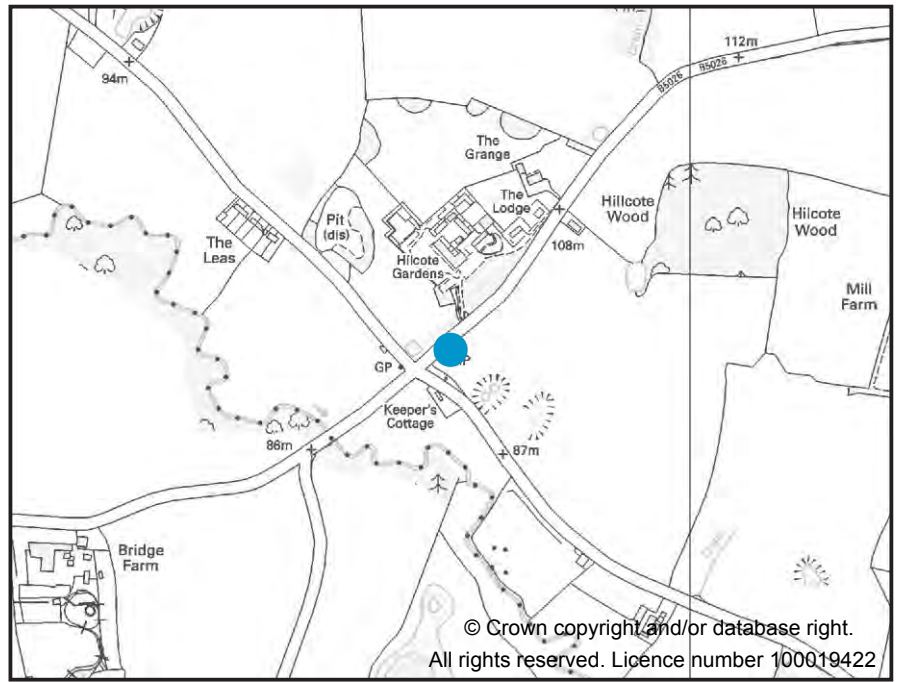 112m
B5026
B5026
94m
The
Grange
The
Lodge
Hillcote
Wood
Hilcote
Wood
108m
Pit
(dis)
The
Leas
Hilcote
Gardens
Mill
Farm
GP
Keeper's
Cottage
86m
87m
Bridge
Farm
© Crown copyright and/or database right.
All rights reserved. Licence number 100019422